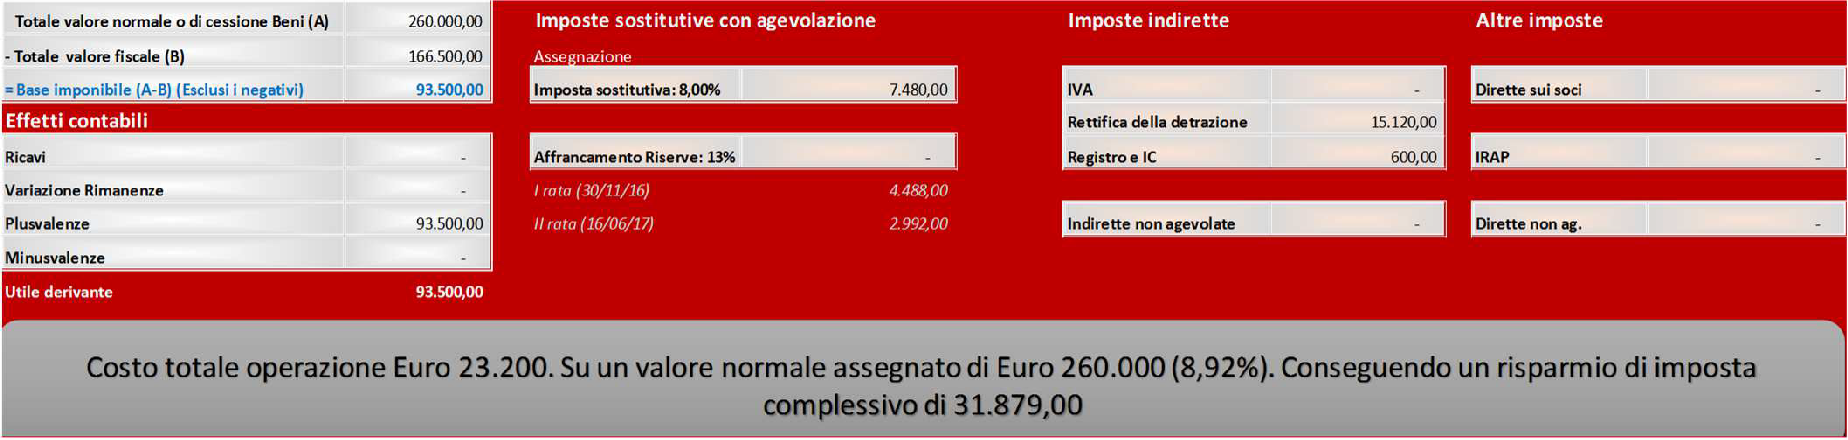 Totale valore normale o di cessione Beni (A) 260.000,00
- Totale valore fiscale (B) 166.500,00
= Base imponibile (A-B) (Esclusi i negativi) 93.500,00
Effetti contabili
Ricavi -
Variazione Rimanenze -
Plusvalenze 93.500,00
Minusvalenze -
Utile derivante 93.500,00
Imposte sostitutive con agevolazione
Assegnazione
Imposta sostitutiva: 8,00% 7.480,00
Affrancamento Riserve: 13% -
I rata (30/11/16) 4.488,00
II rata (16/06/17) 2.992,00
Imposte indirette
IVA -
Rettifica della detrazione 15.120,00
Registro e IC 600,00
Indirette non agevolate -
Altre imposte
Dirette sui soci -
IRAP -
Dirette non ag. -
Costo totale operazione Euro 23.200. Su un valore normale assegnato di Euro 260.000 (8,92%). Conseguendo un risparmio di imposta
complessivo di 31.879,00